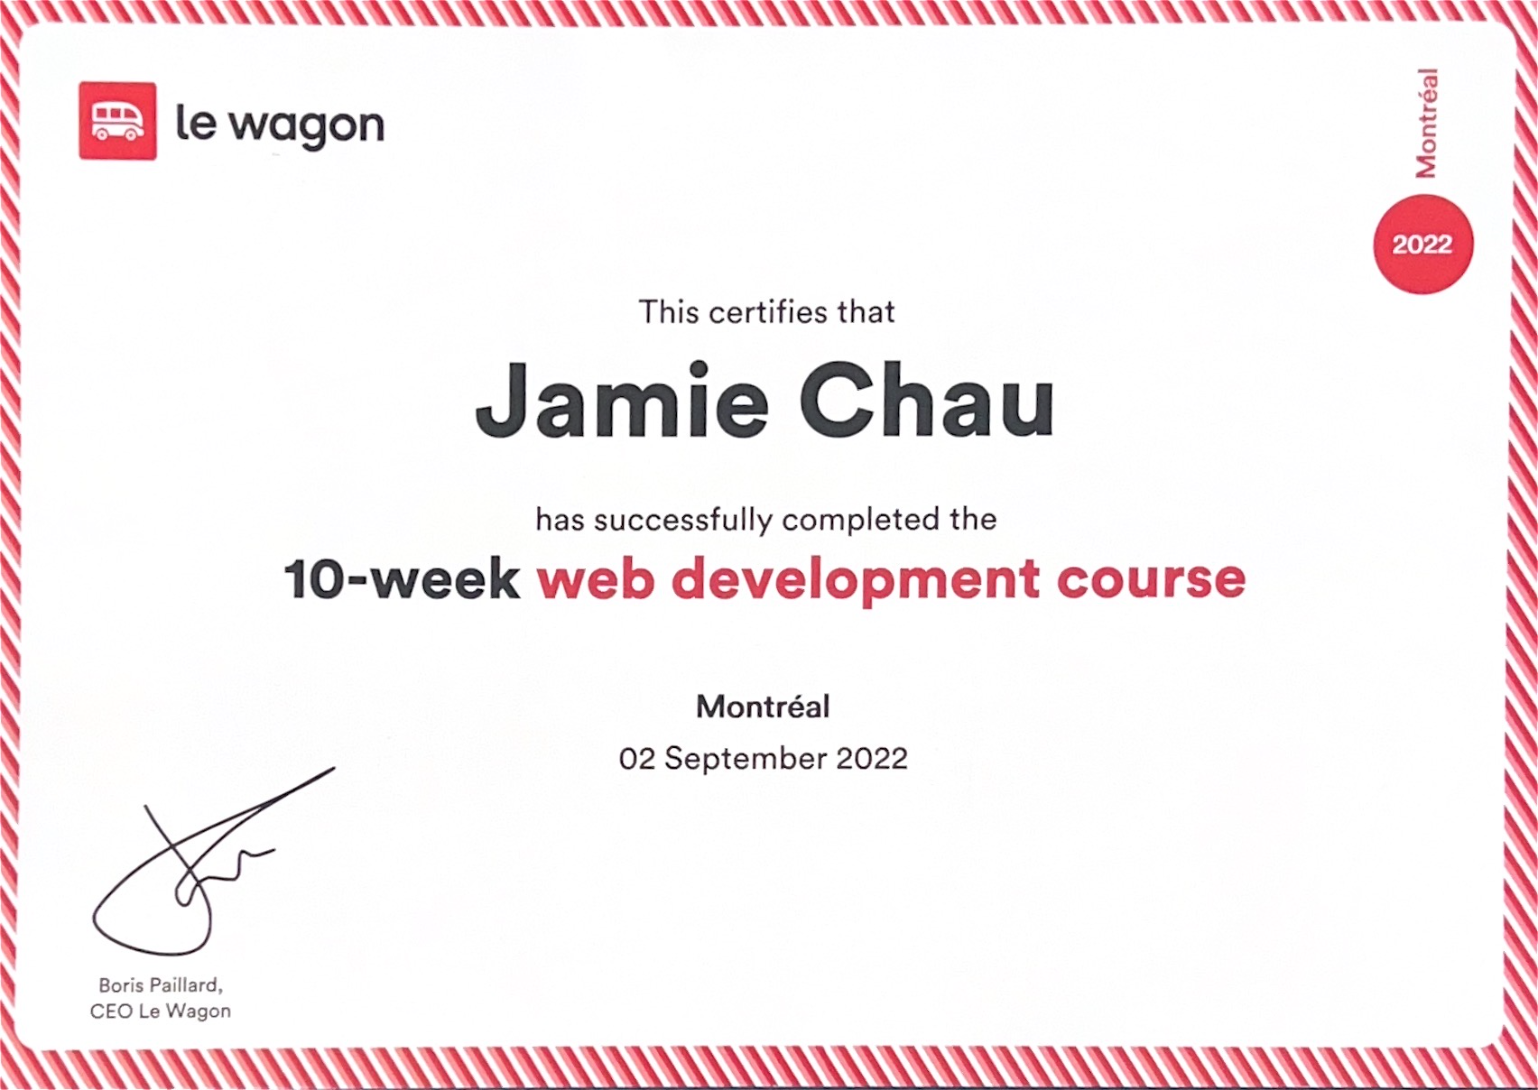 le wagon
Montréal
2022
This certifies that
Jamie Chau
has successfully completed the
10-week web development course
Montréal
02 September 2022
Boris Paillard,
CEO Le Wagon